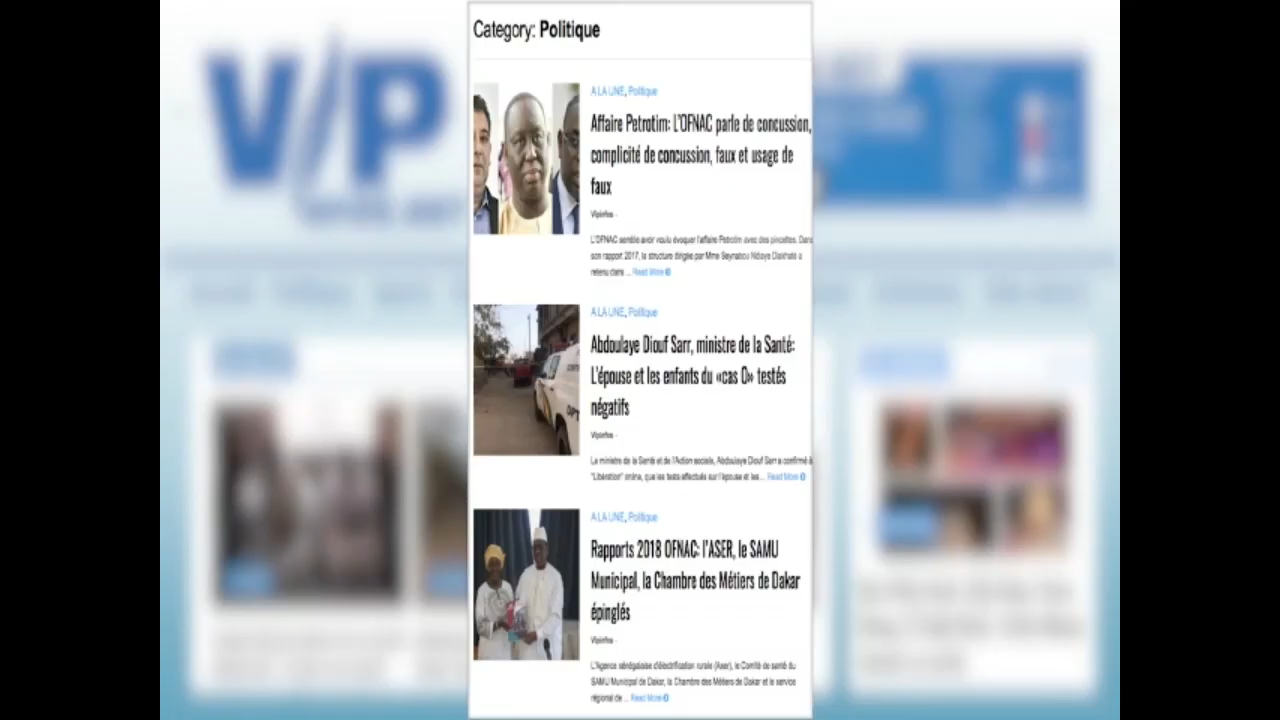 Category: Politique
A LA UNE, Politique
Affaire Petrotim: L'OFNAC parle de concussion,
complicité de concussion, faux et usage de
faux
Vipinfos -
L'OFNAC semble avoir voulu évoquer l'affaire Petrotim avec des pincettes. Dans
son rapport 2017, la structure dirigée par Mme Seynabou Ndiaye Diakhaté a
retenu dans ... Read More
A LA UNE, Politique
Abdoulaye Diouf Sarr, ministre de la Santé:
L'épouse et les enfants du «cas 0» testés
négatifs
Vipinfos -
Le ministre de la Santé et de l'Action sociale, Abdoulaye Diouf Sarr a confirmé à
"Libération" online, que les tests effectués sur l'épouse et les... Read More
A LA UNE, Politique
Rapports 2018 OFNAC: l'ASER, le SAMU
Municipal, la Chambre des Métiers de Dakar
épinglés
Vipinfos -
L'Agence sénégalaise d'électrification rurale (Aser), le Comité de santé du
SAMU Municipal de Dakar, la Chambre des Métiers de Dakar et le service
régional de ... Read More
VIP